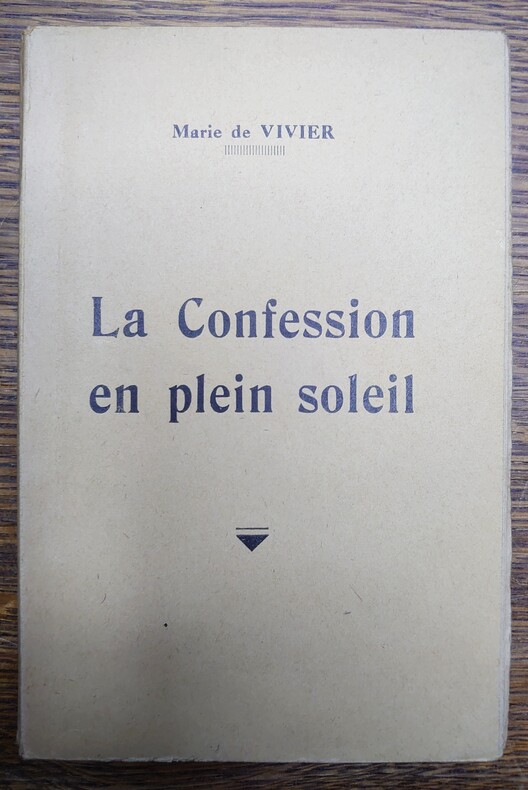 Marie de VIVIER
La Confession
en plein soleil